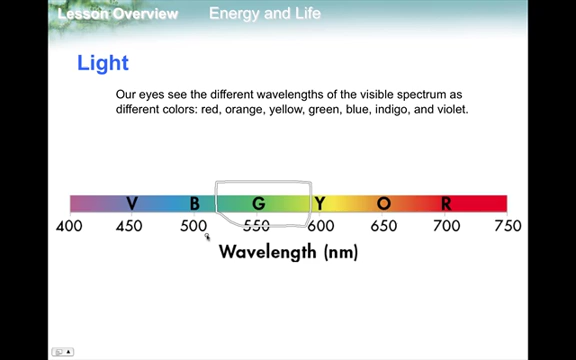 Lesson Overview Energy and Life
Light
Our eyes see the different wavelengths of the visible spectrum as
different colors: red, orange, yellow, green, blue, indigo, and violet.
V B G Y O R
400 450 500 550 600 650 700 750
Wavelength (nm)